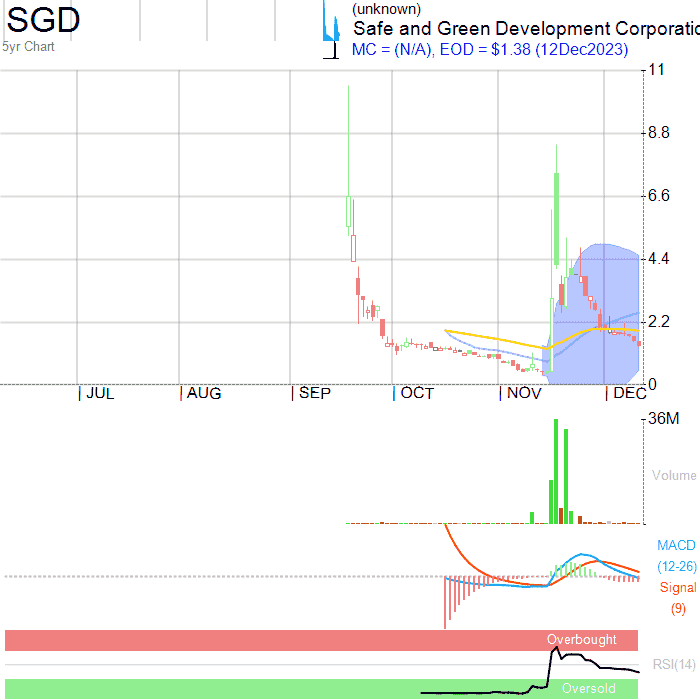 SGD
5yr Chart
(unknown)
Safe and Green Development Corporatio
MC = (N/A), EOD = $1.38 (12Dec2023)
11
8.8
6.6
4.4
2.2
0
JUL AUG SEP OCT NOV DEC
36M
Volume
MACD
(12-26)
Signal
(9)
Overbought
RSI(14)
Oversold